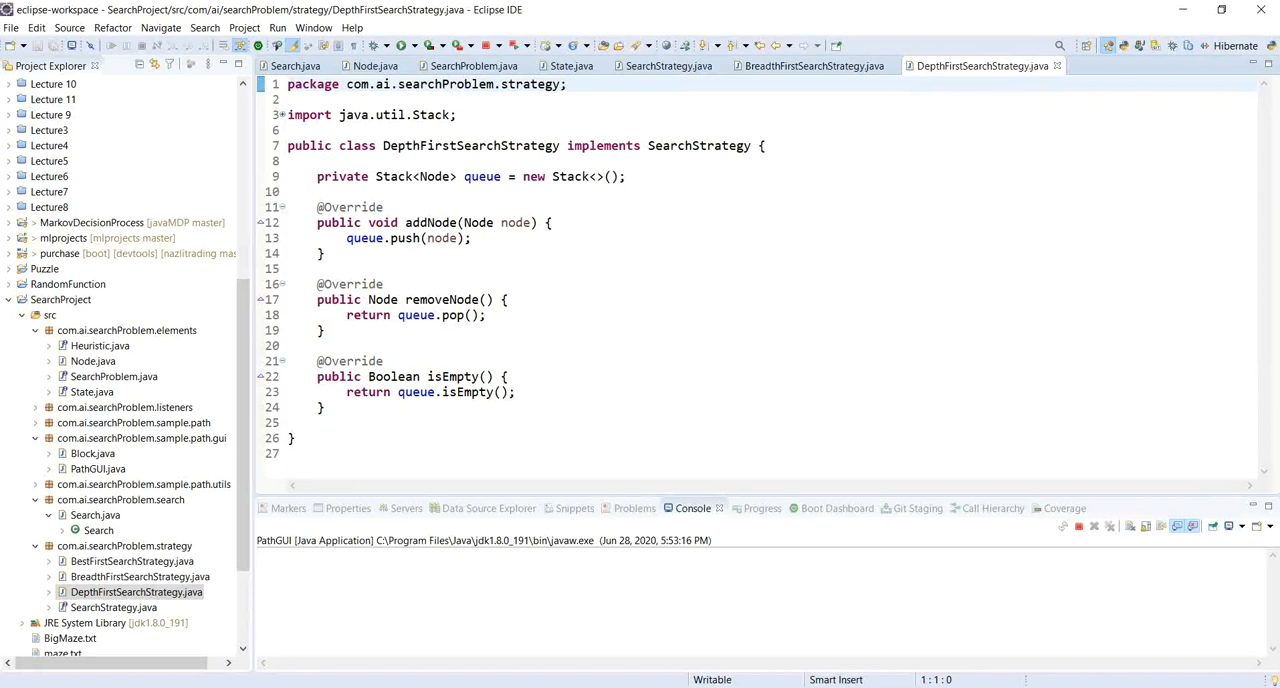 eclipse-workspace - SearchProject/src/com/ai/searchProblem/strategy/DepthFirstSearchStrategy.java - Eclipse IDE
File Edit Source Refactor Navigate Search Project Run Window Help
Hibernate
Project Explorer
Search.java Node.java SearchProblem.java State.java SearchStrategy.java BreadthFirstSearchStrategy.java DepthFirstSearchStrategy.java
Lecture 10
Lecture 11
Lecture 9
Lecture3
Lecture4
Lecture5
Lecture6
Lecture7
Lecture8
> MarkovDecisionProcess [javaMDP master]
> mlprojects [mlprojects master]
> purchase [boot] [devtools] [nazlitrading mas
Puzzle
RandomFunction
SearchProject
src
com.ai.searchProblem.elements
Heuristic.java
Node.java
SearchProblem.java
State.java
com.ai.searchProblem.listeners
com.ai.searchProblem.sample.path
com.ai.searchProblem.sample.path.gui
Block.java
PathGUI.java
com.ai.searchProblem.sample.path.utils
com.ai.searchProblem.search
Search.java
Search
com.ai.searchProblem.strategy
BestFirstSearchStrategy.java
BreadthFirstSearchStrategy.java
DepthFirstSearchStrategy.java
SearchStrategy.java
JRE System Library [jdk1.8.0_191]
BigMaze.txt
maze.txt
1 package com.ai.searchProblem.strategy;
2
3 import java.util.Stack;
6
7 public class DepthFirstSearchStrategy implements SearchStrategy {
8
9 private Stack<Node> queue = new Stack<>();
10
11 @Override
12 public void addNode(Node node) {
13 queue.push(node);
14 }
15
16 @Override
17 public Node removeNode() {
18 return queue.pop();
19 }
20
21 @Override
22 public Boolean isEmpty() {
23 return queue.isEmpty();
24 }
25
26 }
27
Markers Properties Servers Data Source Explorer Snippets Problems Console Progress Boot Dashboard Git Staging Call Hierarchy Coverage
PathGUI [Java Application] C:\Program Files\Java\jdk1.8.0_191\bin\javaw.exe (Jun 28, 2020, 5:53:16 PM)
Writable Smart Insert 1 : 1 : 0